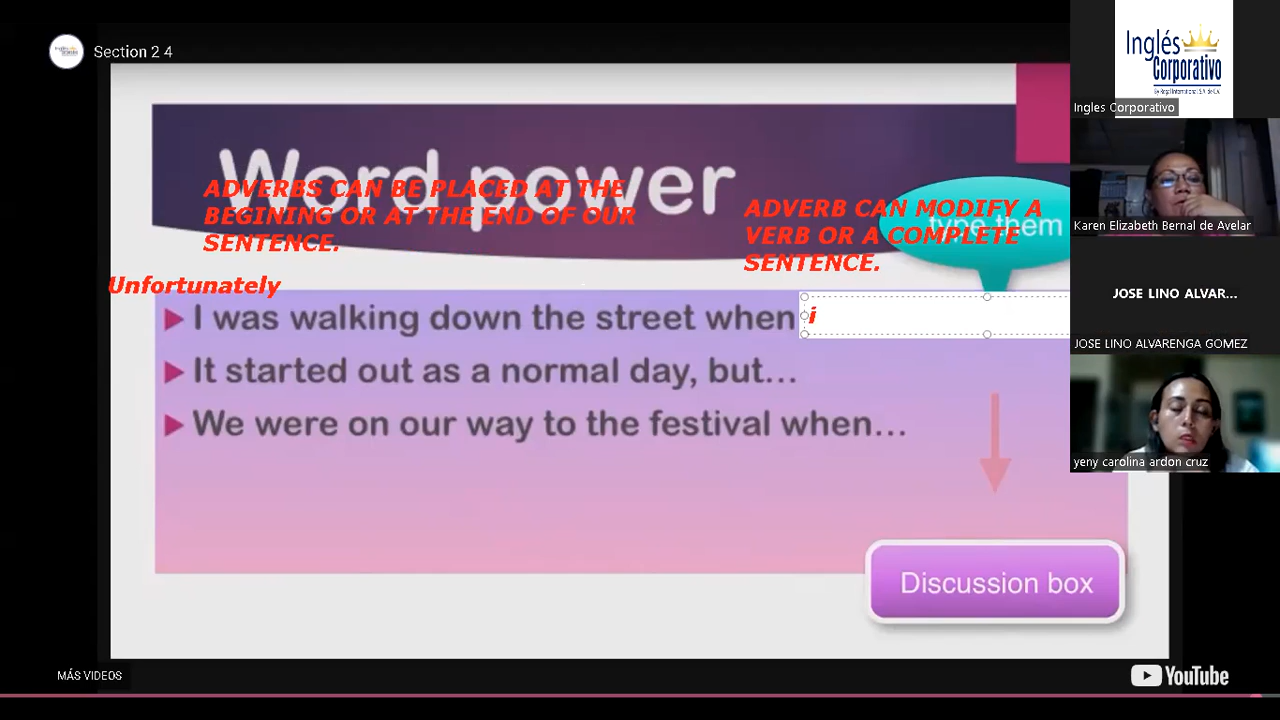 Section 2 4
Word power
ADVERBS CAN BE PLACED AT THE
BEGINING OR AT THE END OF OUR
SENTENCE.
ADVERB CAN MODIFY A
VERB OR A COMPLETE
SENTENCE.
type them
Unfortunately
I was walking down the street when
i
It started out as a normal day, but...
We were on our way to the festival when...
Discussion box
MÁS VIDEOS
YouTube
Inglés
Corporativo
Ingles Corporativo
Karen Elizabeth Bernal de Avelar
JOSE LINO ALVAR...
JOSE LINO ALVARENGA GOMEZ
yeny carolina ardon cruz